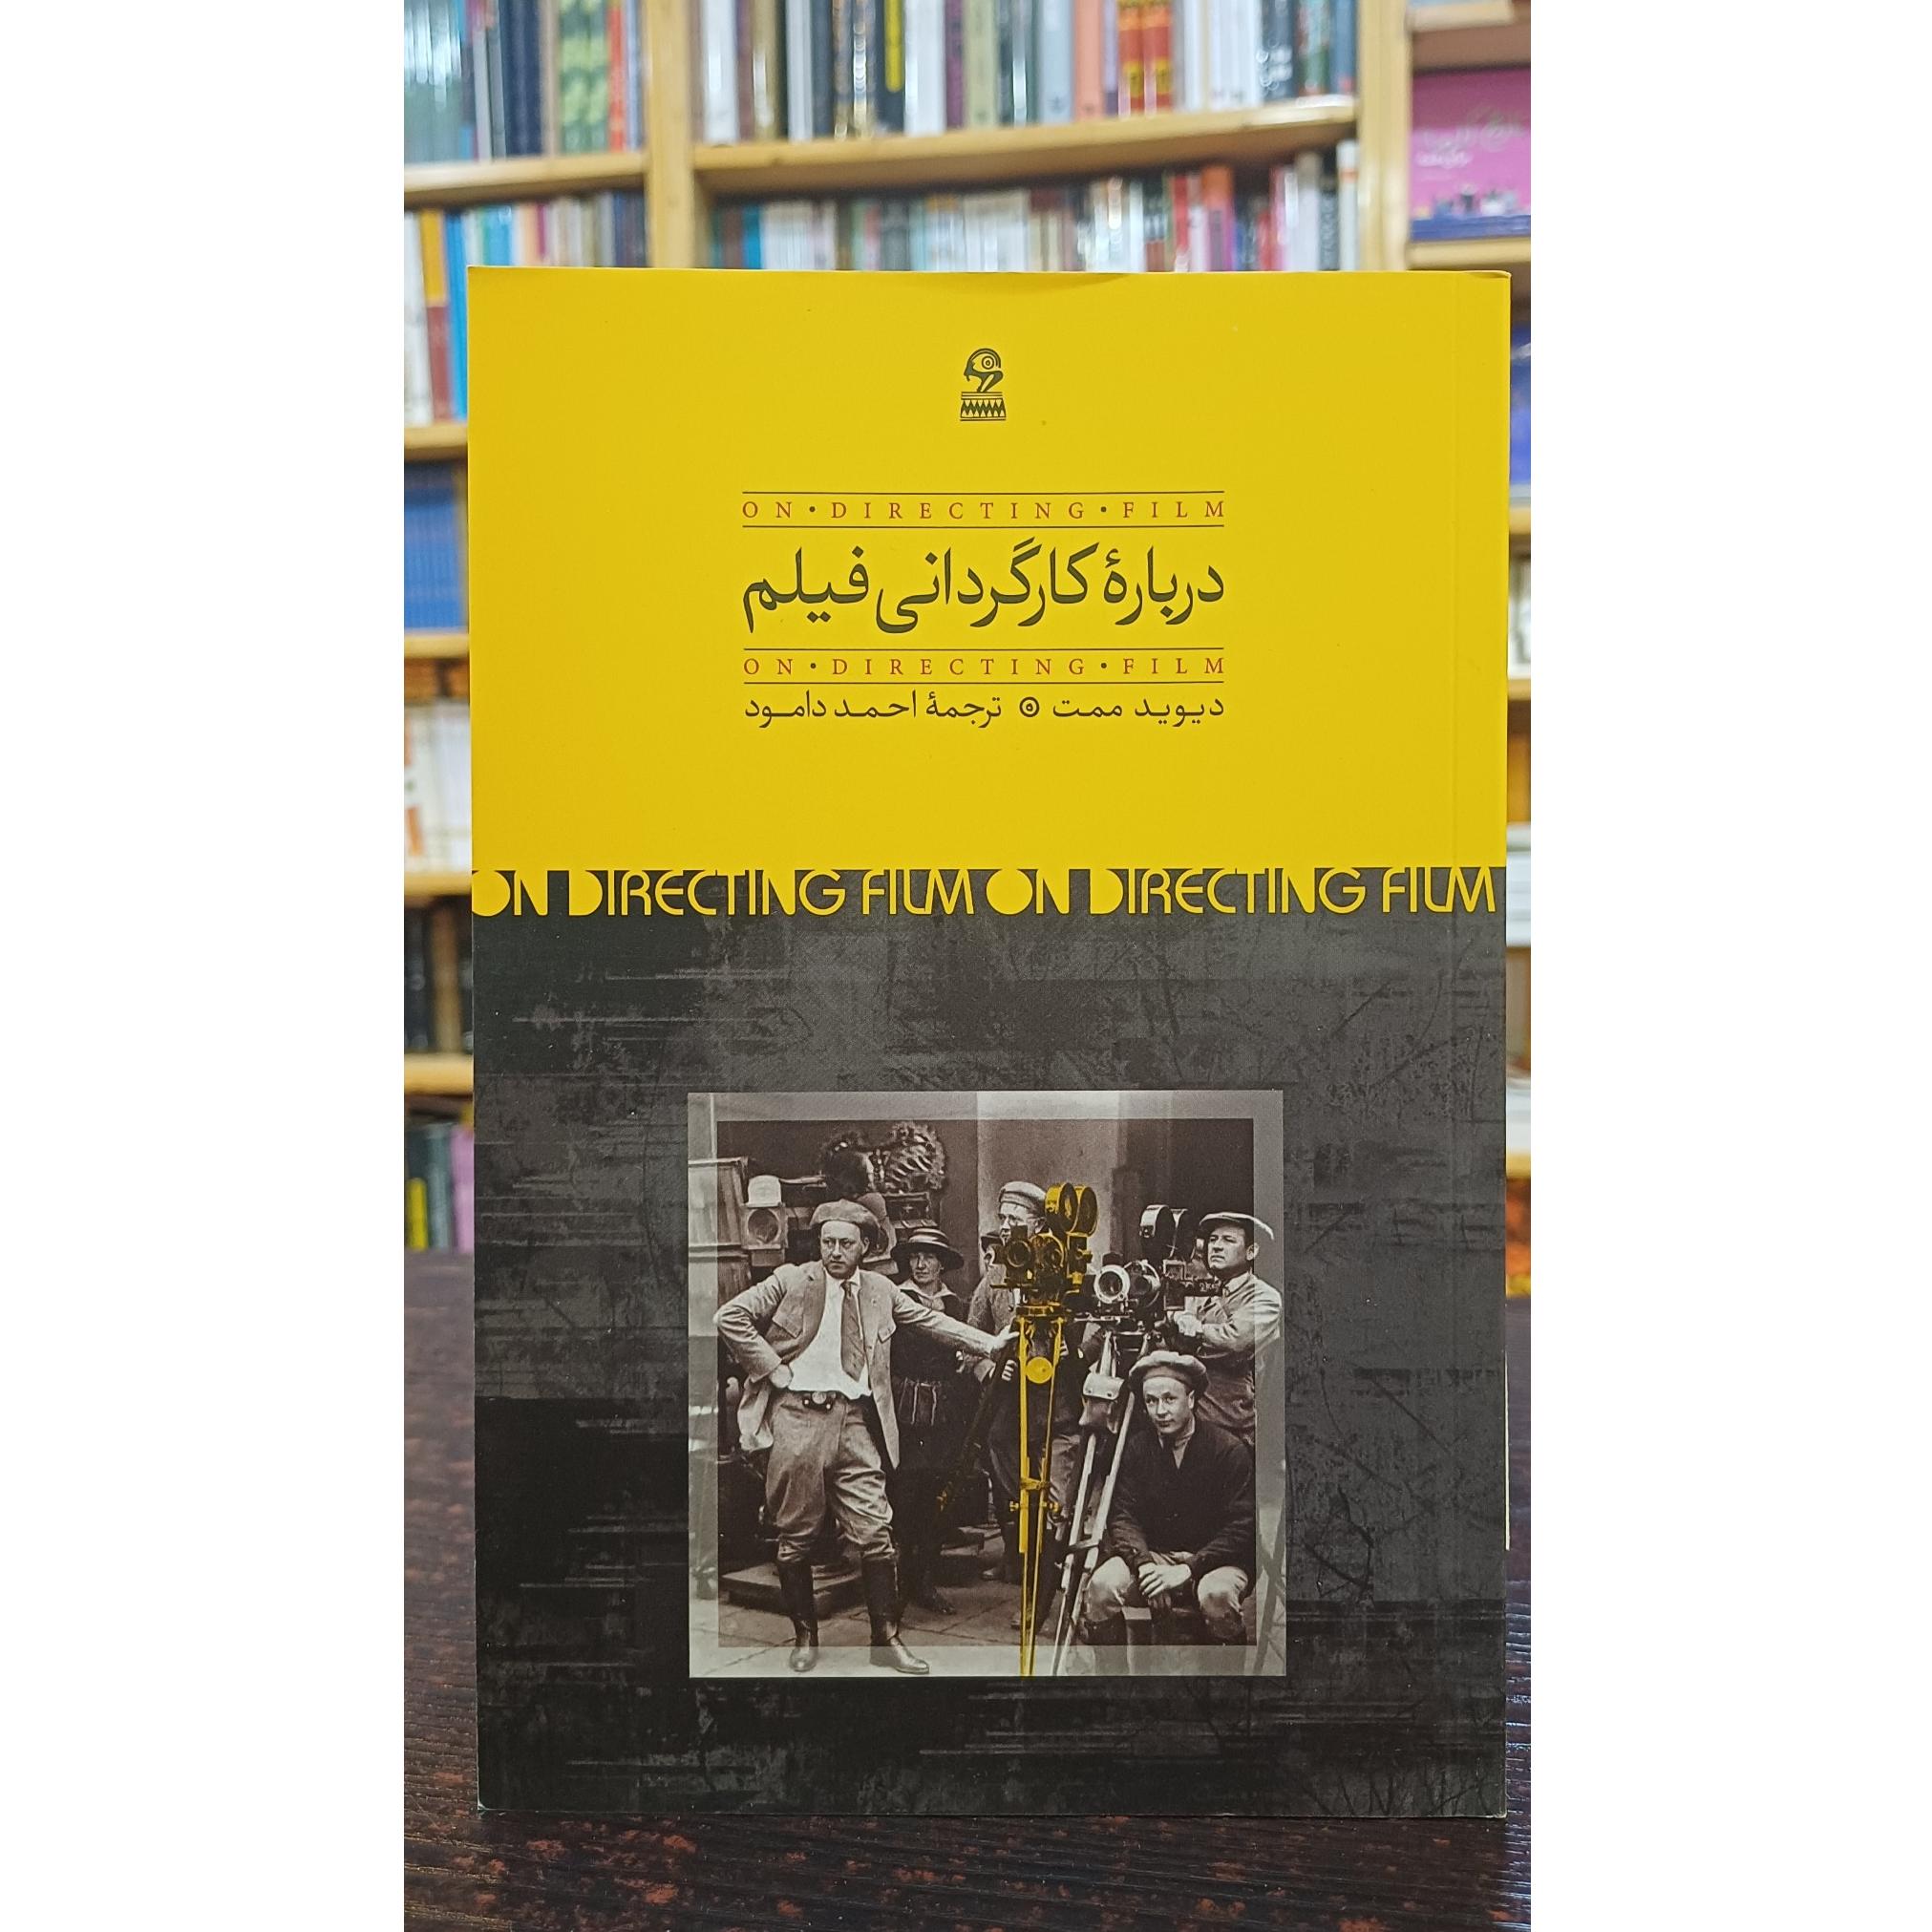 ON • DIRECTING • FILM
دربارهٔ کارگردانی فیلم
ON • DIRECTING • FILM
دیوید ممت ⊙ ترجمهٔ احمد دامود
ON DIRECTING FILM ON DIRECTING FILM